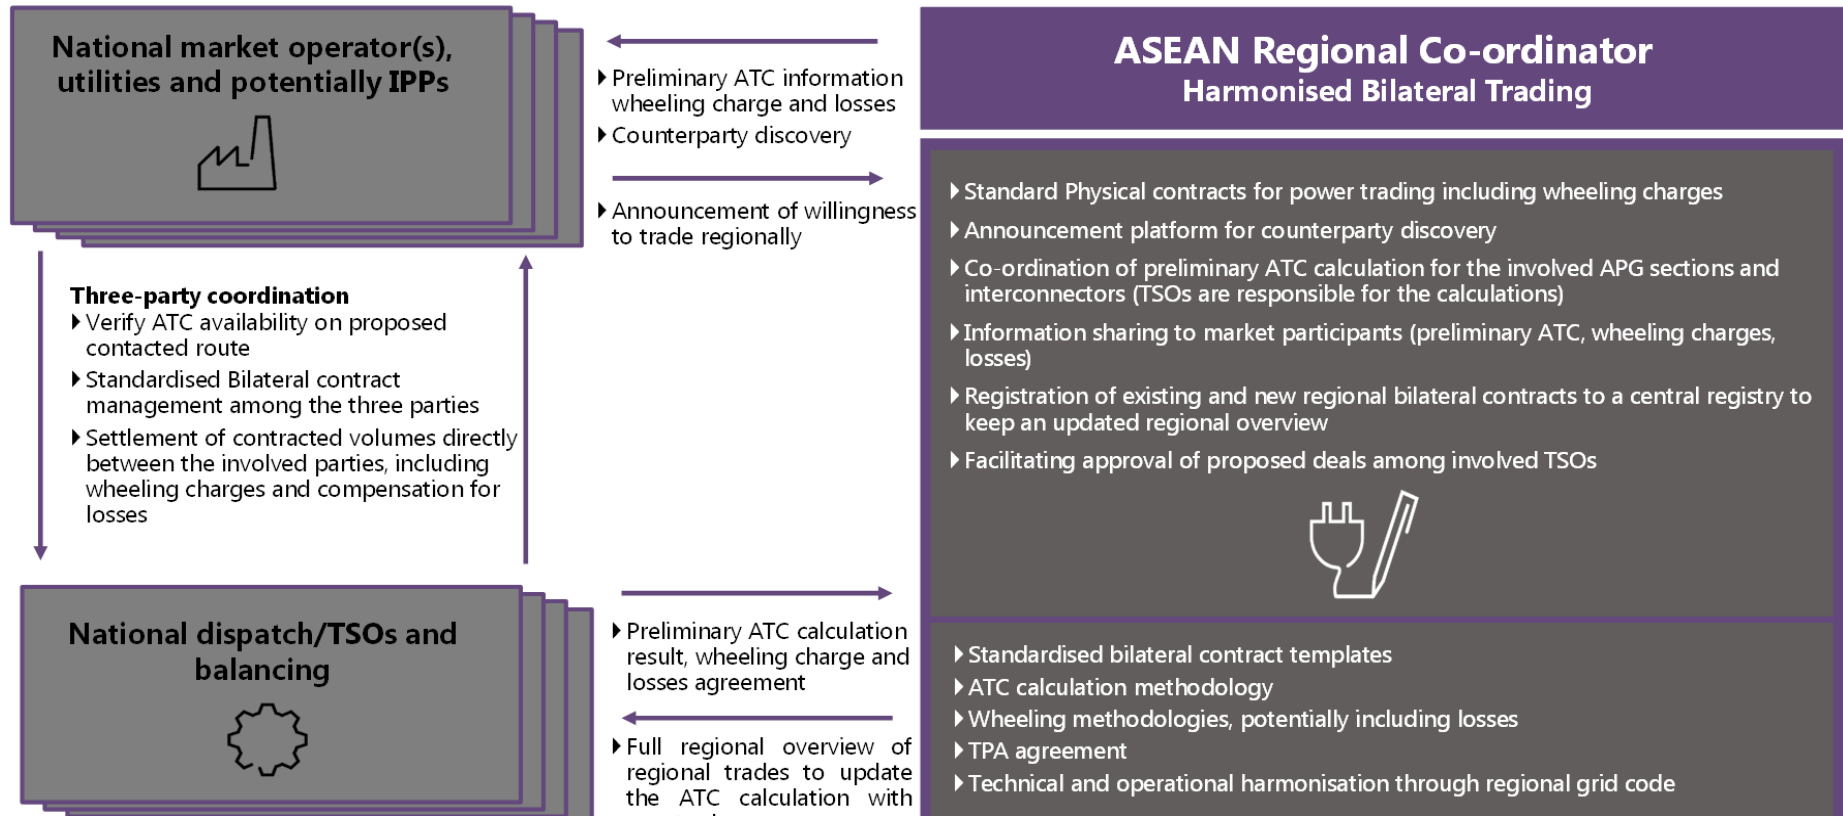 National market operator(s),
utilities and potentially IPPs
Preliminary ATC information
wheeling charge and losses
Counterparty discovery
Announcement of willingness
to trade regionally
Three-party coordination
Verify ATC availability on proposed
contacted route
Standardised Bilateral contract
management among the three parties
Settlement of contracted volumes directly
between the involved parties, including
wheeling charges and compensation for
losses
National dispatch/TSOs and
balancing
Preliminary ATC calculation
result, wheeling charge and
losses agreement
Full regional overview of
regional trades to update
the ATC calculation with
ASEAN Regional Co-ordinator
Harmonised Bilateral Trading
Standard Physical contracts for power trading including wheeling charges
Announcement platform for counterparty discovery
Co-ordination of preliminary ATC calculation for the involved APG sections and
interconnectors (TSOs are responsible for the calculations)
Information sharing to market participants (preliminary ATC, wheeling charges,
losses)
Registration of existing and new regional bilateral contracts to a central registry to
keep an updated regional overview
Facilitating approval of proposed deals among involved TSOs
Standardised bilateral contract templates
ATC calculation methodology
Wheeling methodologies, potentially including losses
TPA agreement
Technical and operational harmonisation through regional grid code